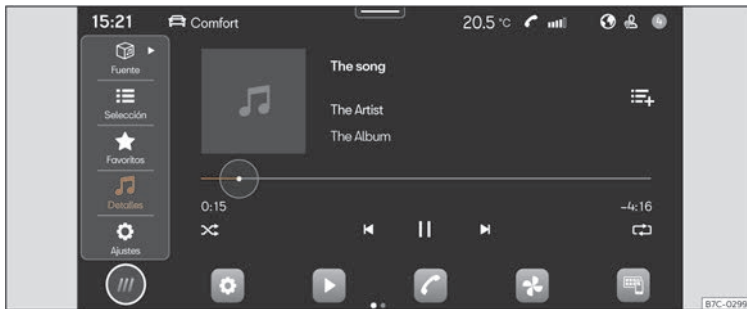 15:21
Comfort
20.5 °C
4
Fuente
Selección
Favoritos
Detalles
Ajustes
The song
The Artist
The Album
0:15
-4:16
B7C-0299